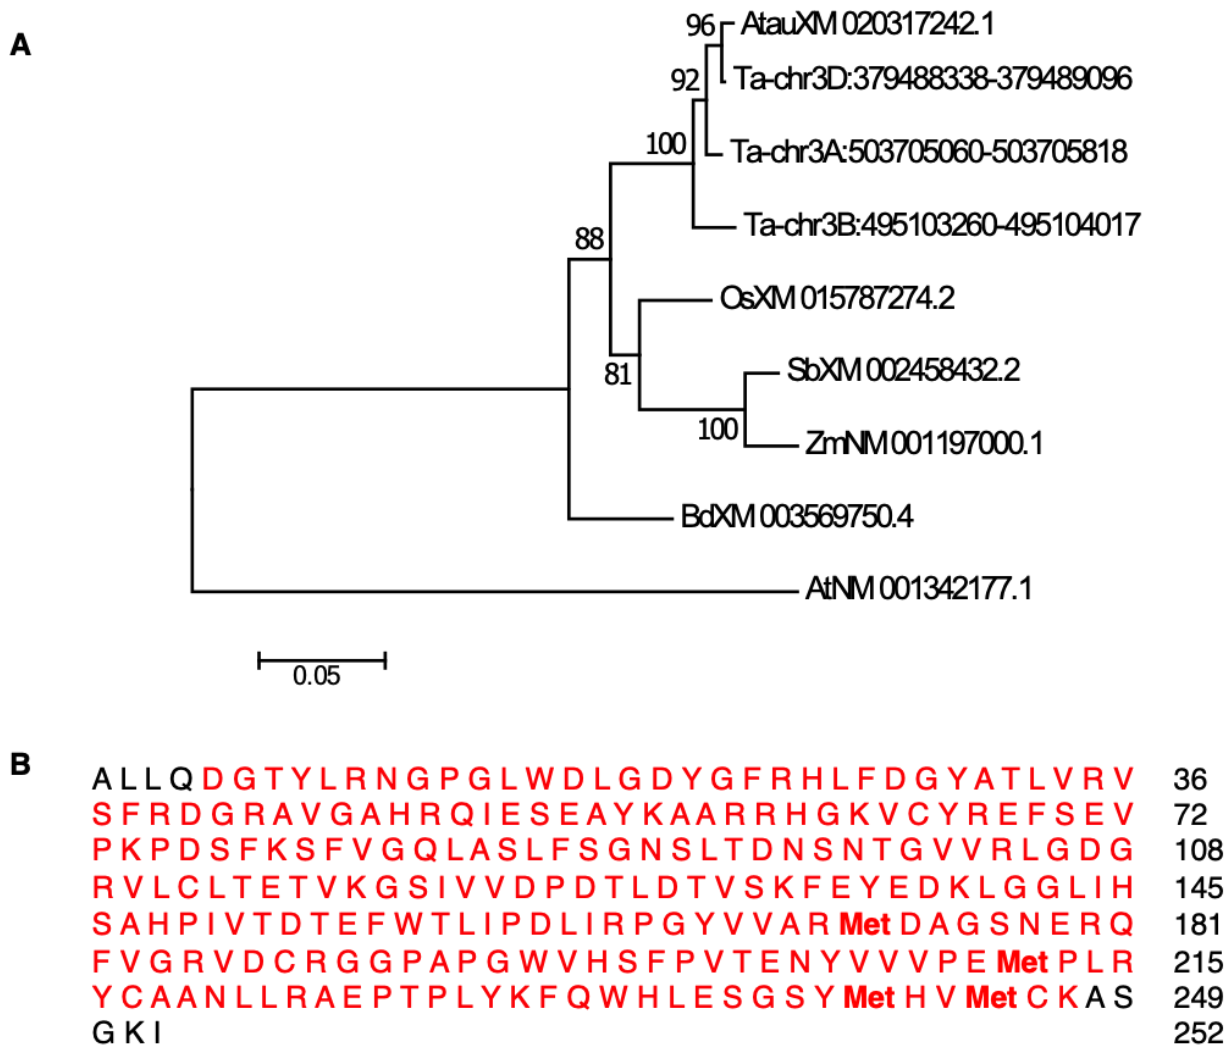 A
96
AtauXM 020317242.1
Ta-chr3D:379488338-379489096
92
Ta-chr3A:503705060-503705818
100
Ta-chr3B:495103260-495104017
88
OsXM 015787274.2
81
SbXM 002458432.2
100
ZmNM 001197000.1
BdXM 003569750.4
AtNM 001342177.1
0.05
B
A L L Q D G T Y L R N G P G L W D L G D Y G F R H L F D G Y A T L V R V 36
S F R D G R A V G A H R Q I E S E A Y K A A R R H G K V C Y R E F S E V 72
P K P D S F K S F V G Q L A S L F S G N S L T D N S N T G V V R L G D G 108
R V L C L T E T V K G S I V V D P D T L D T V S K F E Y E D K L G G L I H 145
S A H P I V T D T E F W T L I P D L I R P G Y V V A R Met D A G S N E R Q 181
F V G R V D C R G G P A P G W V H S F P V T E N Y V V V P E Met P L R 215
Y C A A N L L R A E P T P L Y K F Q W H L E S G S Y Met H V Met C K A S 249
G K I 252